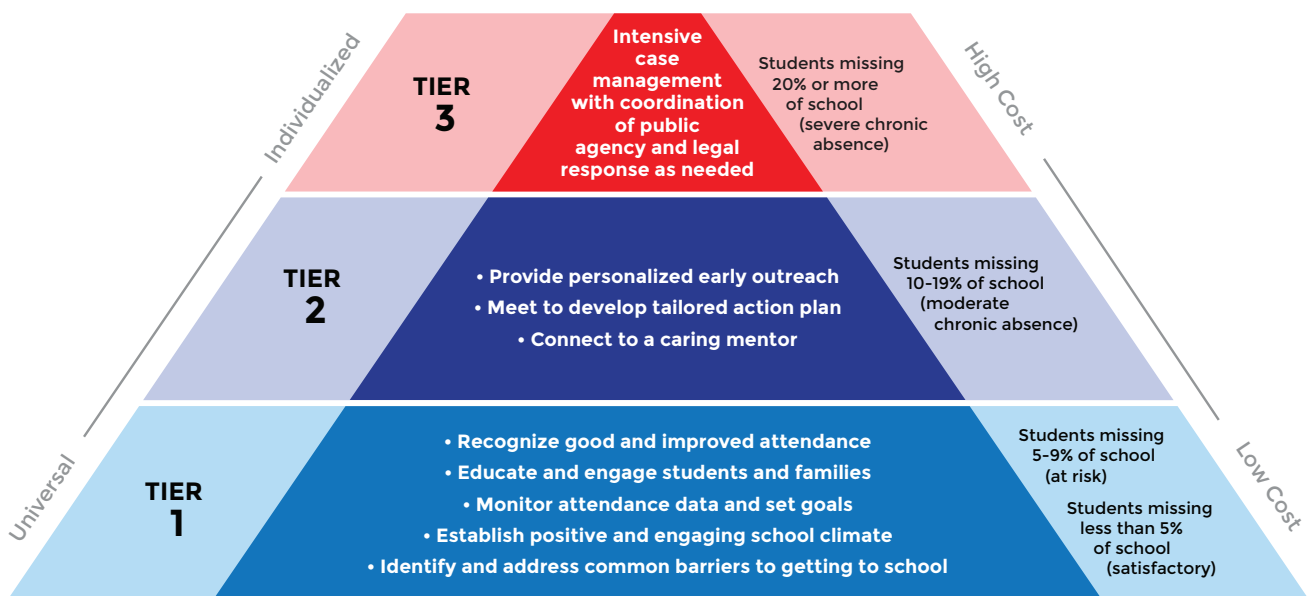 Individualized
High Cost
TIER
3
Intensive
case
management
with coordination
of public
agency and legal
response as needed
Students missing
20% or more
of school
(severe chronic
absence)
TIER
2
• Provide personalized early outreach
• Meet to develop tailored action plan
• Connect to a caring mentor
Students missing
10-19% of school
(moderate
chronic absence)
Universal
Low Cost
TIER
1
• Recognize good and improved attendance
• Educate and engage students and families
• Monitor attendance data and set goals
• Establish positive and engaging school climate
• Identify and address common barriers to getting to school
Students missing
5-9% of school
(at risk)
Students missing
less than 5%
of school
(satisfactory)